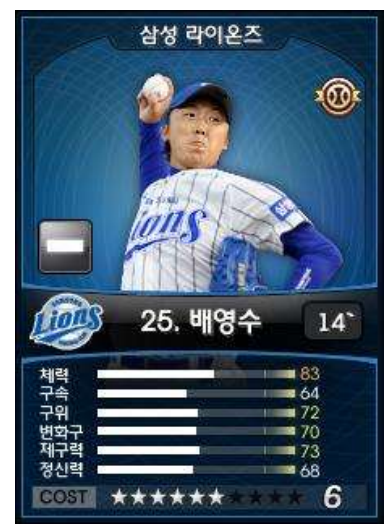 삼성 라이온즈
Lions
Lions
25. 배영수
14`
체력 83
구속 64
구위 72
변화구 70
제구력 73
정신력 68
COST ★★★★★★★★★★ 6